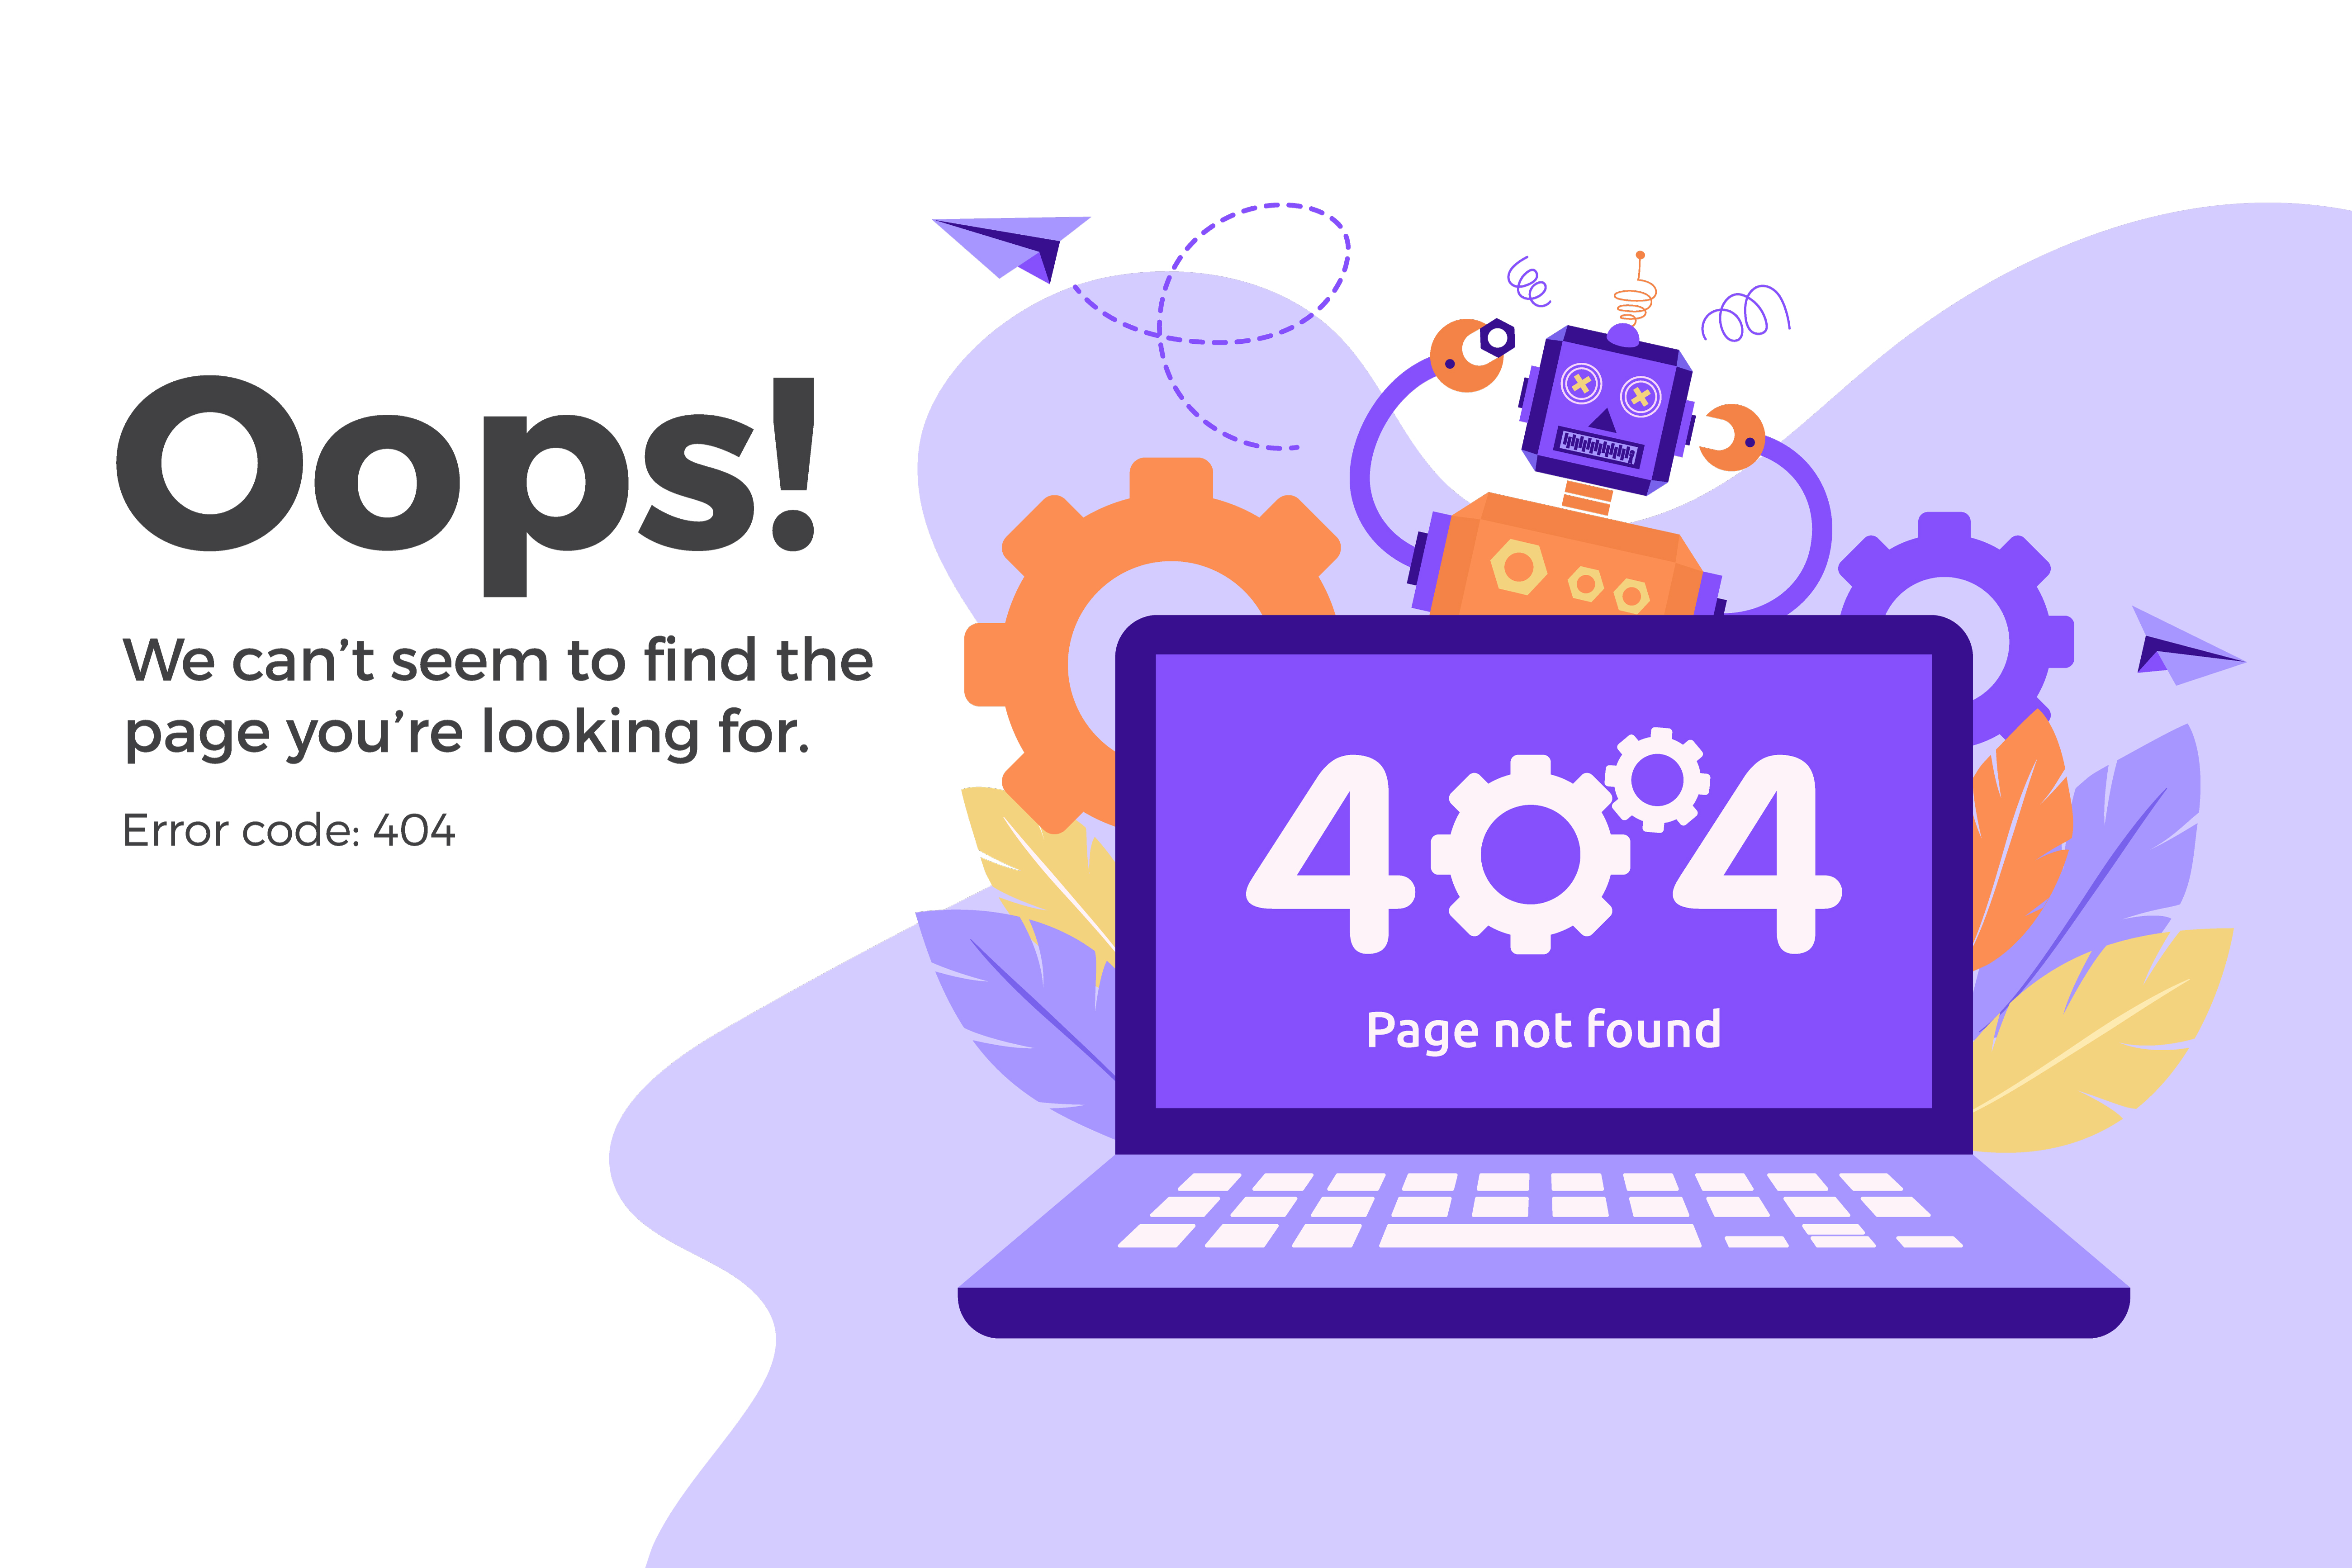 Oops!
We can’t seem to find the
page you’re looking for.
Error code: 404
404
Page not found